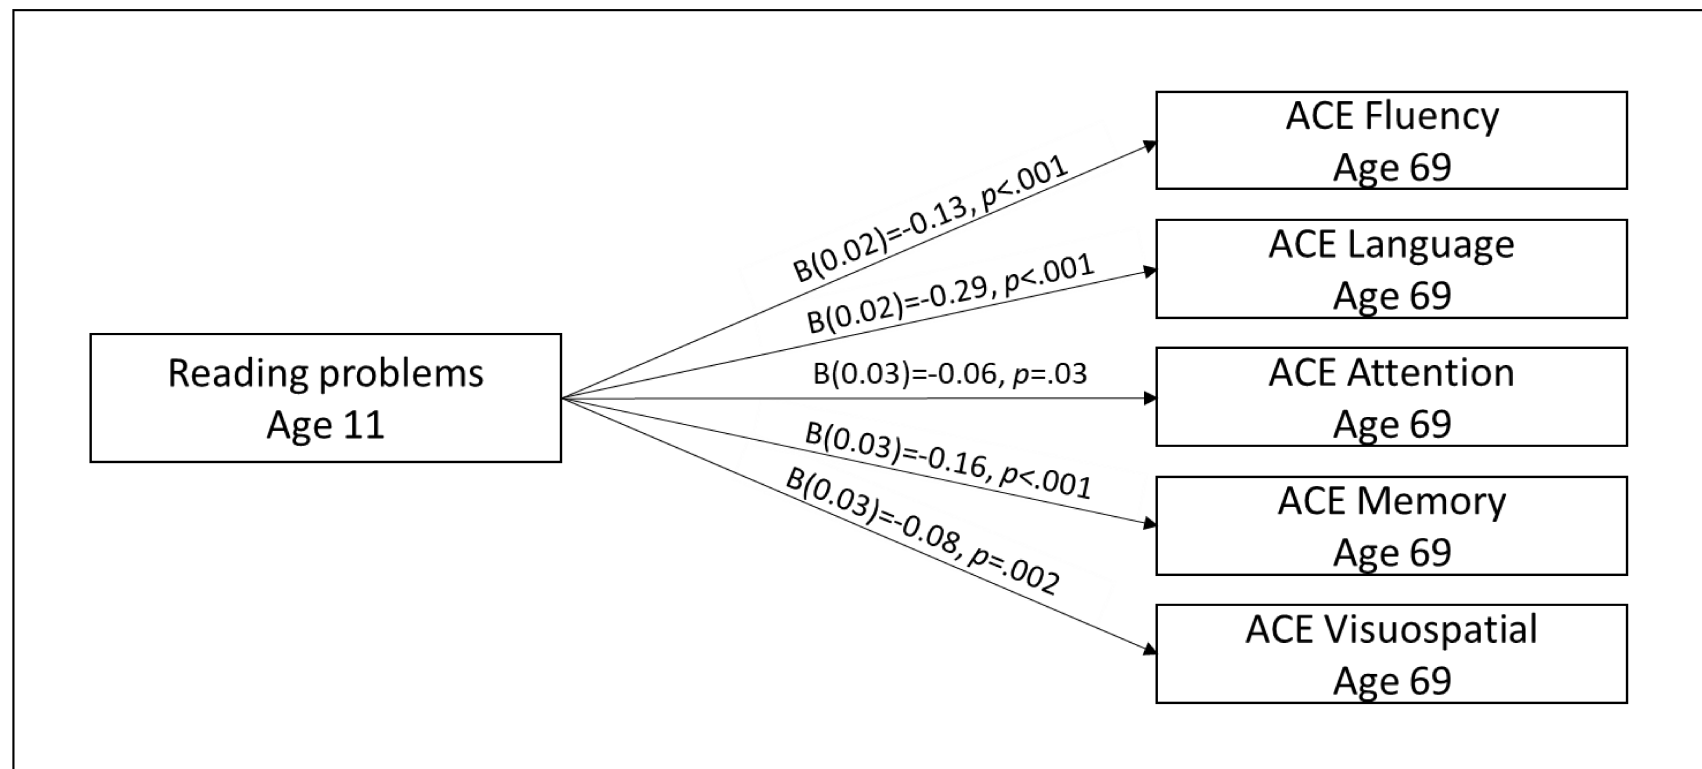 ACE Fluency
Age 69
B(0.02)=-0.13, p<.001
ACE Language
Age 69
B(0.02)=-0.29, p<.001
Reading problems
Age 11
B(0.03)=-0.06, p=.03
ACE Attention
Age 69
B(0.03)=-0.16, p<.001
ACE Memory
Age 69
B(0.03)=-0.08, p=.002
ACE Visuospatial
Age 69